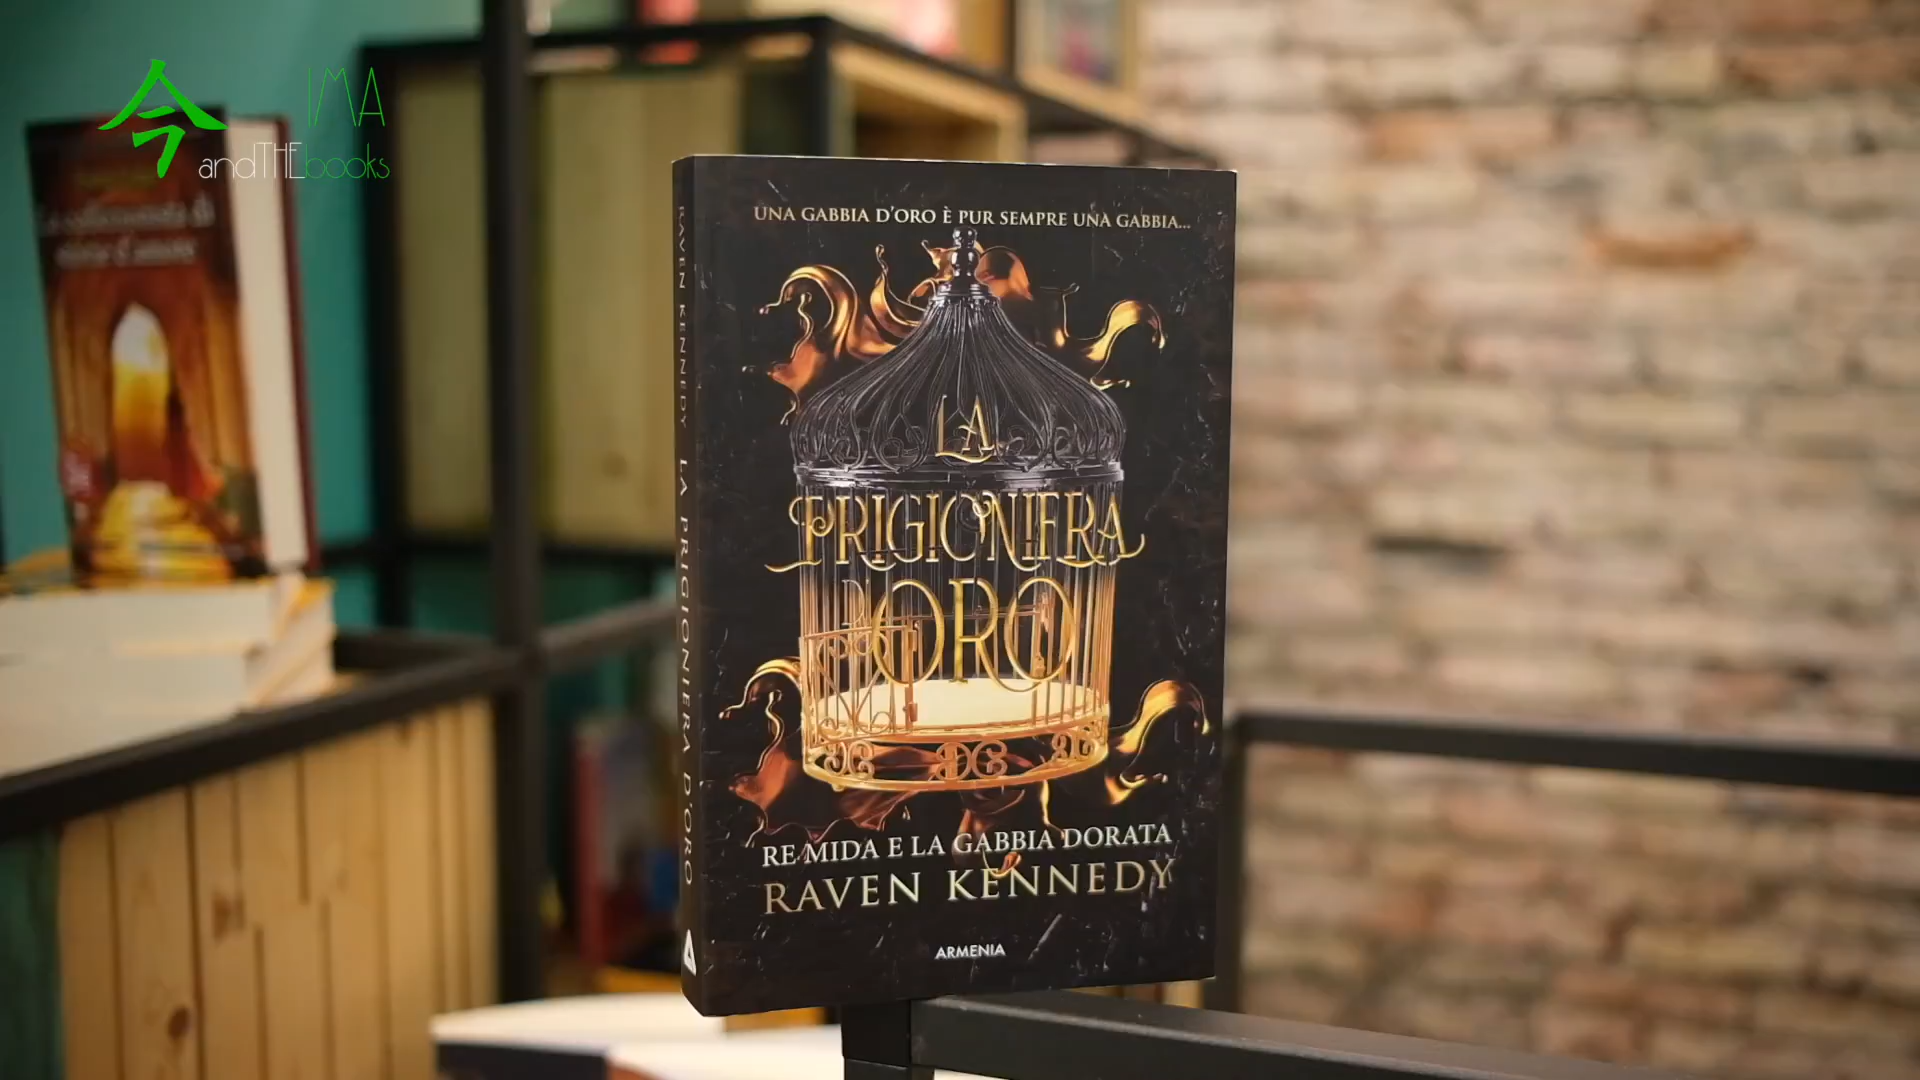 今
IMA
andTHEbooks
UNA GABBIA D'ORO È PUR SEMPRE UNA GABBIA...
LA
PRIGIONIERA
D'ORO
RE MIDA E LA GABBIA DORATA
RAVEN KENNEDY
ARMENIA
RAVEN KENNEDY LA PRIGIONIERA D'ORO